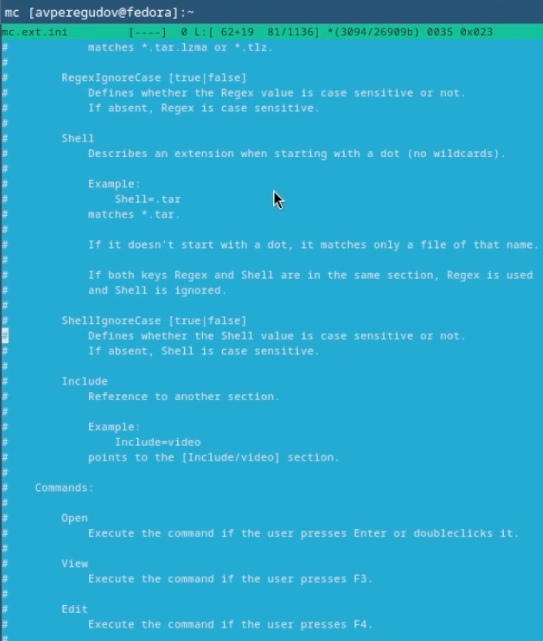 mc [avperegudov@fedora]:~
mc.ext.ini [----] 0 L:[ 62+19 81/1136] *(3094/26909b) 0035 0x023
# matches *.tar.lzma or *.tlz.
#
# RegexIgnoreCase [true|false]
# Defines whether the Regex value is case sensitive or not.
# If absent, Regex is case sensitive.
#
# Shell
# Describes an extension when starting with a dot (no wildcards).
#
# Example:
# Shell=.tar
# matches *.tar.
#
# If it doesn't start with a dot, it matches only a file of that name.
#
# If both keys Regex and Shell are in the same section, Regex is used
# and Shell is ignored.
#
# ShellIgnoreCase [true|false]
# Defines whether the Shell value is case sensitive or not.
# If absent, Shell is case sensitive.
#
# Include
# Reference to another section.
#
# Example:
# Include=video
# points to the [Include/video] section.
#
# Commands:
#
# Open
# Execute the command if the user presses Enter or doubleclicks it.
#
# View
# Execute the command if the user presses F3.
#
# Edit
# Execute the command if the user presses F4.